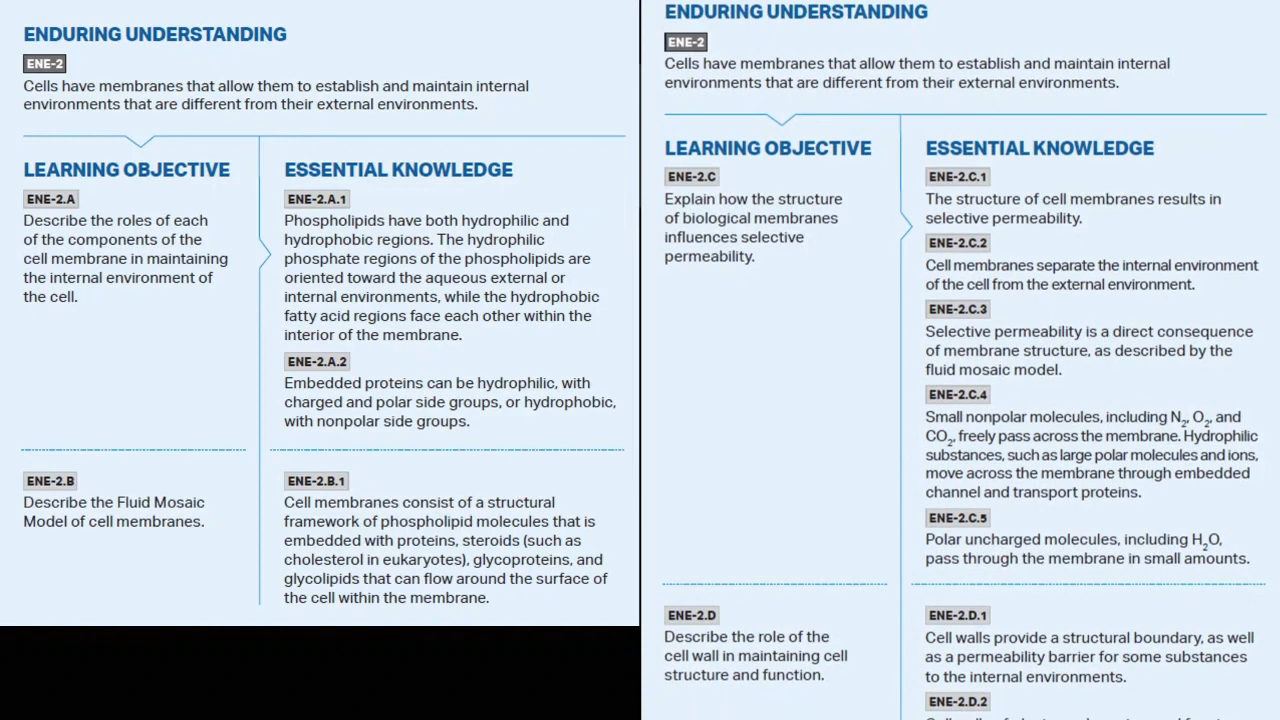 ENDURING UNDERSTANDING
ENE-2
Cells have membranes that allow them to establish and maintain internal
environments that are different from their external environments.
LEARNING OBJECTIVE
ENE-2.A
Describe the roles of each
of the components of the
cell membrane in maintaining
the internal environment of
the cell.
ESSENTIAL KNOWLEDGE
ENE-2.A.1
Phospholipids have both hydrophilic and
hydrophobic regions. The hydrophilic
phosphate regions of the phospholipids are
oriented toward the aqueous external or
internal environments, while the hydrophobic
fatty acid regions face each other within the
interior of the membrane.
ENE-2.A.2
Embedded proteins can be hydrophilic, with
charged and polar side groups, or hydrophobic,
with nonpolar side groups.
ENE-2.B
Describe the Fluid Mosaic
Model of cell membranes.
ENE-2.B.1
Cell membranes consist of a structural
framework of phospholipid molecules that is
embedded with proteins, steroids (such as
cholesterol in eukaryotes), glycoproteins, and
glycolipids that can flow around the surface of
the cell within the membrane.
ENDURING UNDERSTANDING
ENE-2
Cells have membranes that allow them to establish and maintain internal
environments that are different from their external environments.
LEARNING OBJECTIVE
ENE-2.C
Explain how the structure
of biological membranes
influences selective
permeability.
ESSENTIAL KNOWLEDGE
ENE-2.C.1
The structure of cell membranes results in
selective permeability.
ENE-2.C.2
Cell membranes separate the internal environment
of the cell from the external environment.
ENE-2.C.3
Selective permeability is a direct consequence
of membrane structure, as described by the
fluid mosaic model.
ENE-2.C.4
Small nonpolar molecules, including N₂, O₂, and
CO₂, freely pass across the membrane. Hydrophilic
substances, such as large polar molecules and ions,
move across the membrane through embedded
channel and transport proteins.
ENE-2.C.5
Polar uncharged molecules, including H₂O,
pass through the membrane in small amounts.
ENE-2.D
Describe the role of the
cell wall in maintaining cell
structure and function.
ENE-2.D.1
Cell walls provide a structural boundary, as well
as a permeability barrier for some substances
to the internal environments.
ENE-2.D.2